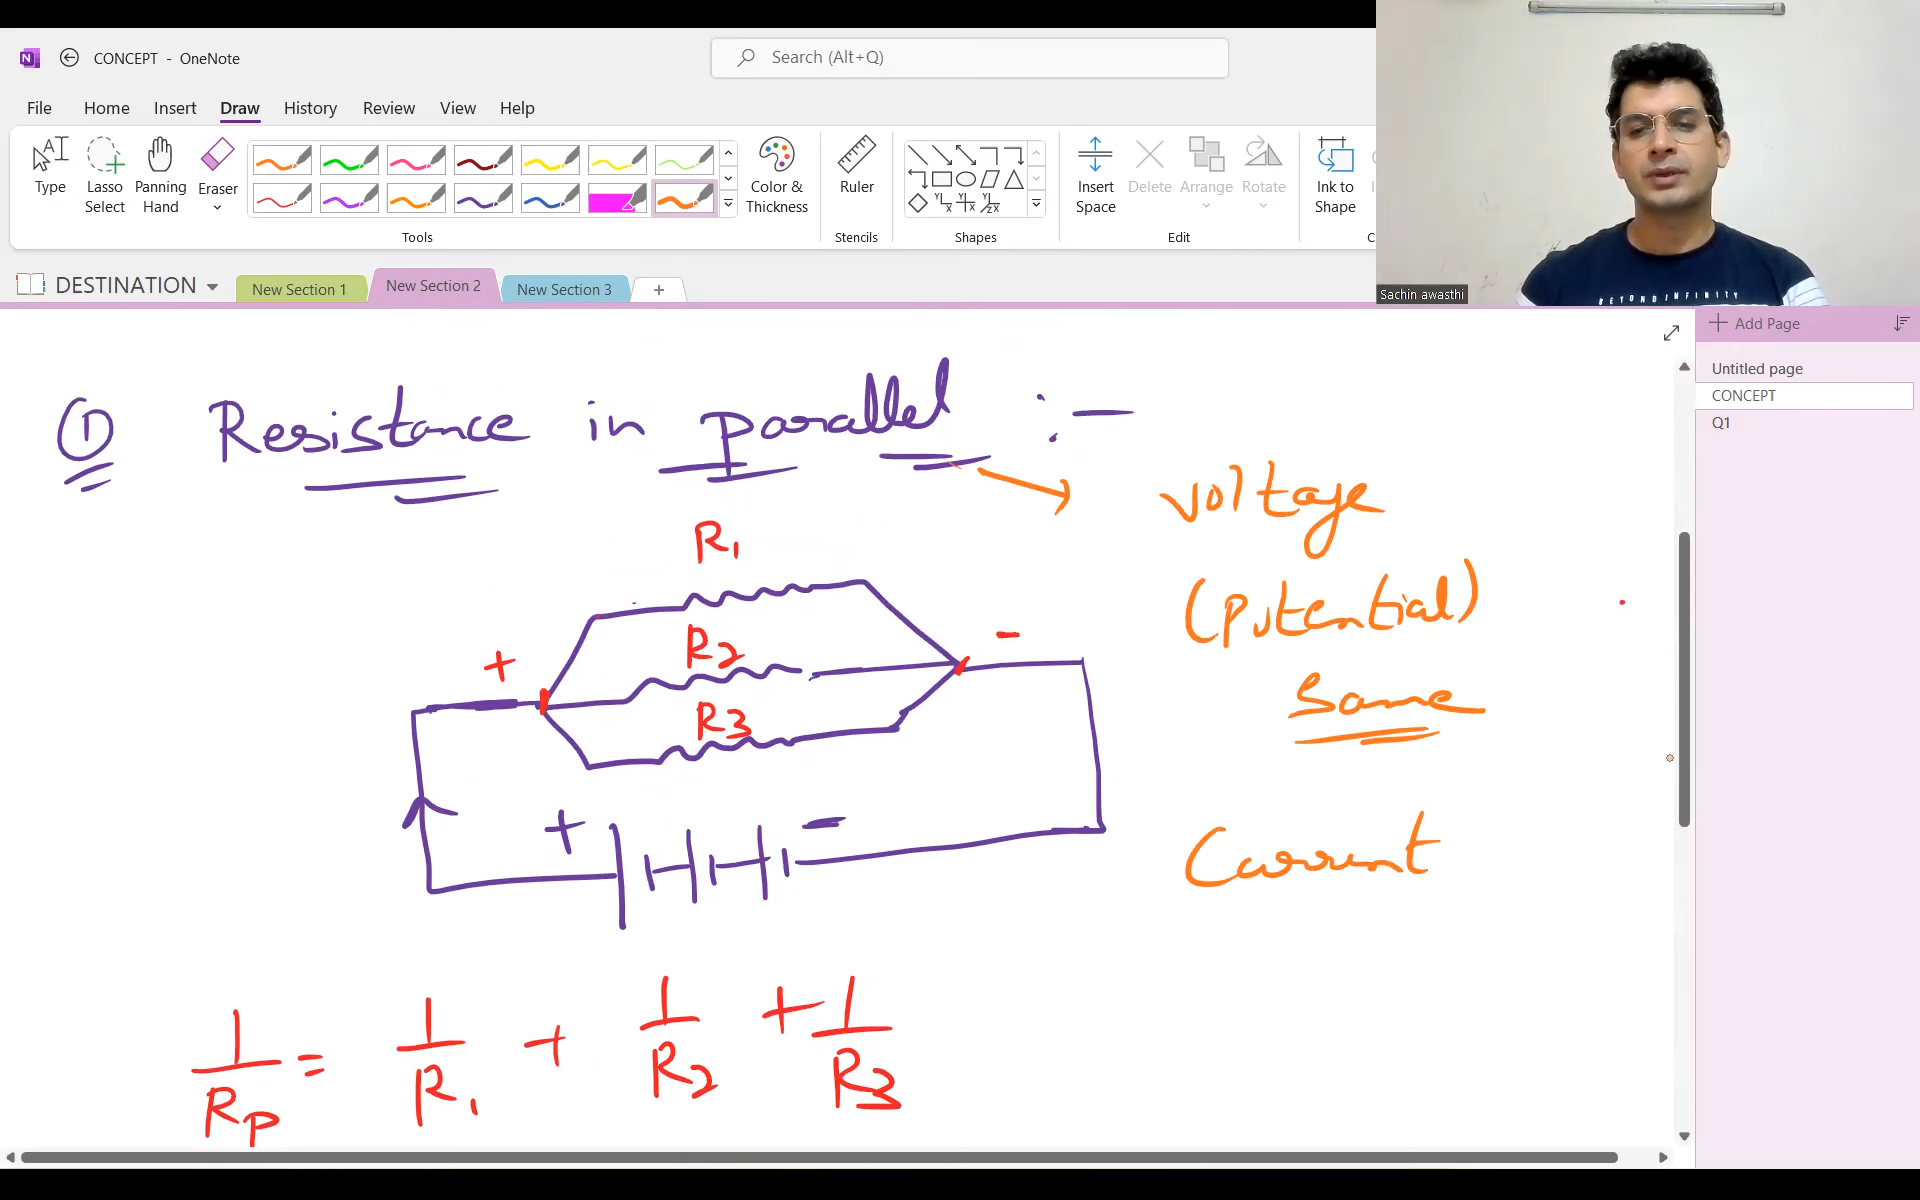 CONCEPT - OneNote
Search (Alt+Q)
File Home Insert Draw History Review View Help
Type
Lasso Select
Panning Hand
Eraser
Color & Thickness
Ruler
Insert Space
Delete
Arrange
Rotate
Ink to Shape
Tools
Stencils
Shapes
Edit
BEYOND INFINITY
Sachin awasthi
DESTINATION
New Section 1
New Section 2
New Section 3
+
Add Page
Untitled page
CONCEPT
Q1
① Resistance in parallel :-
voltage
(Potential)
Same
Current
R1
R2
R3
+ -
+ -
1/Rp = 1/R1 + 1/R2 + 1/R3